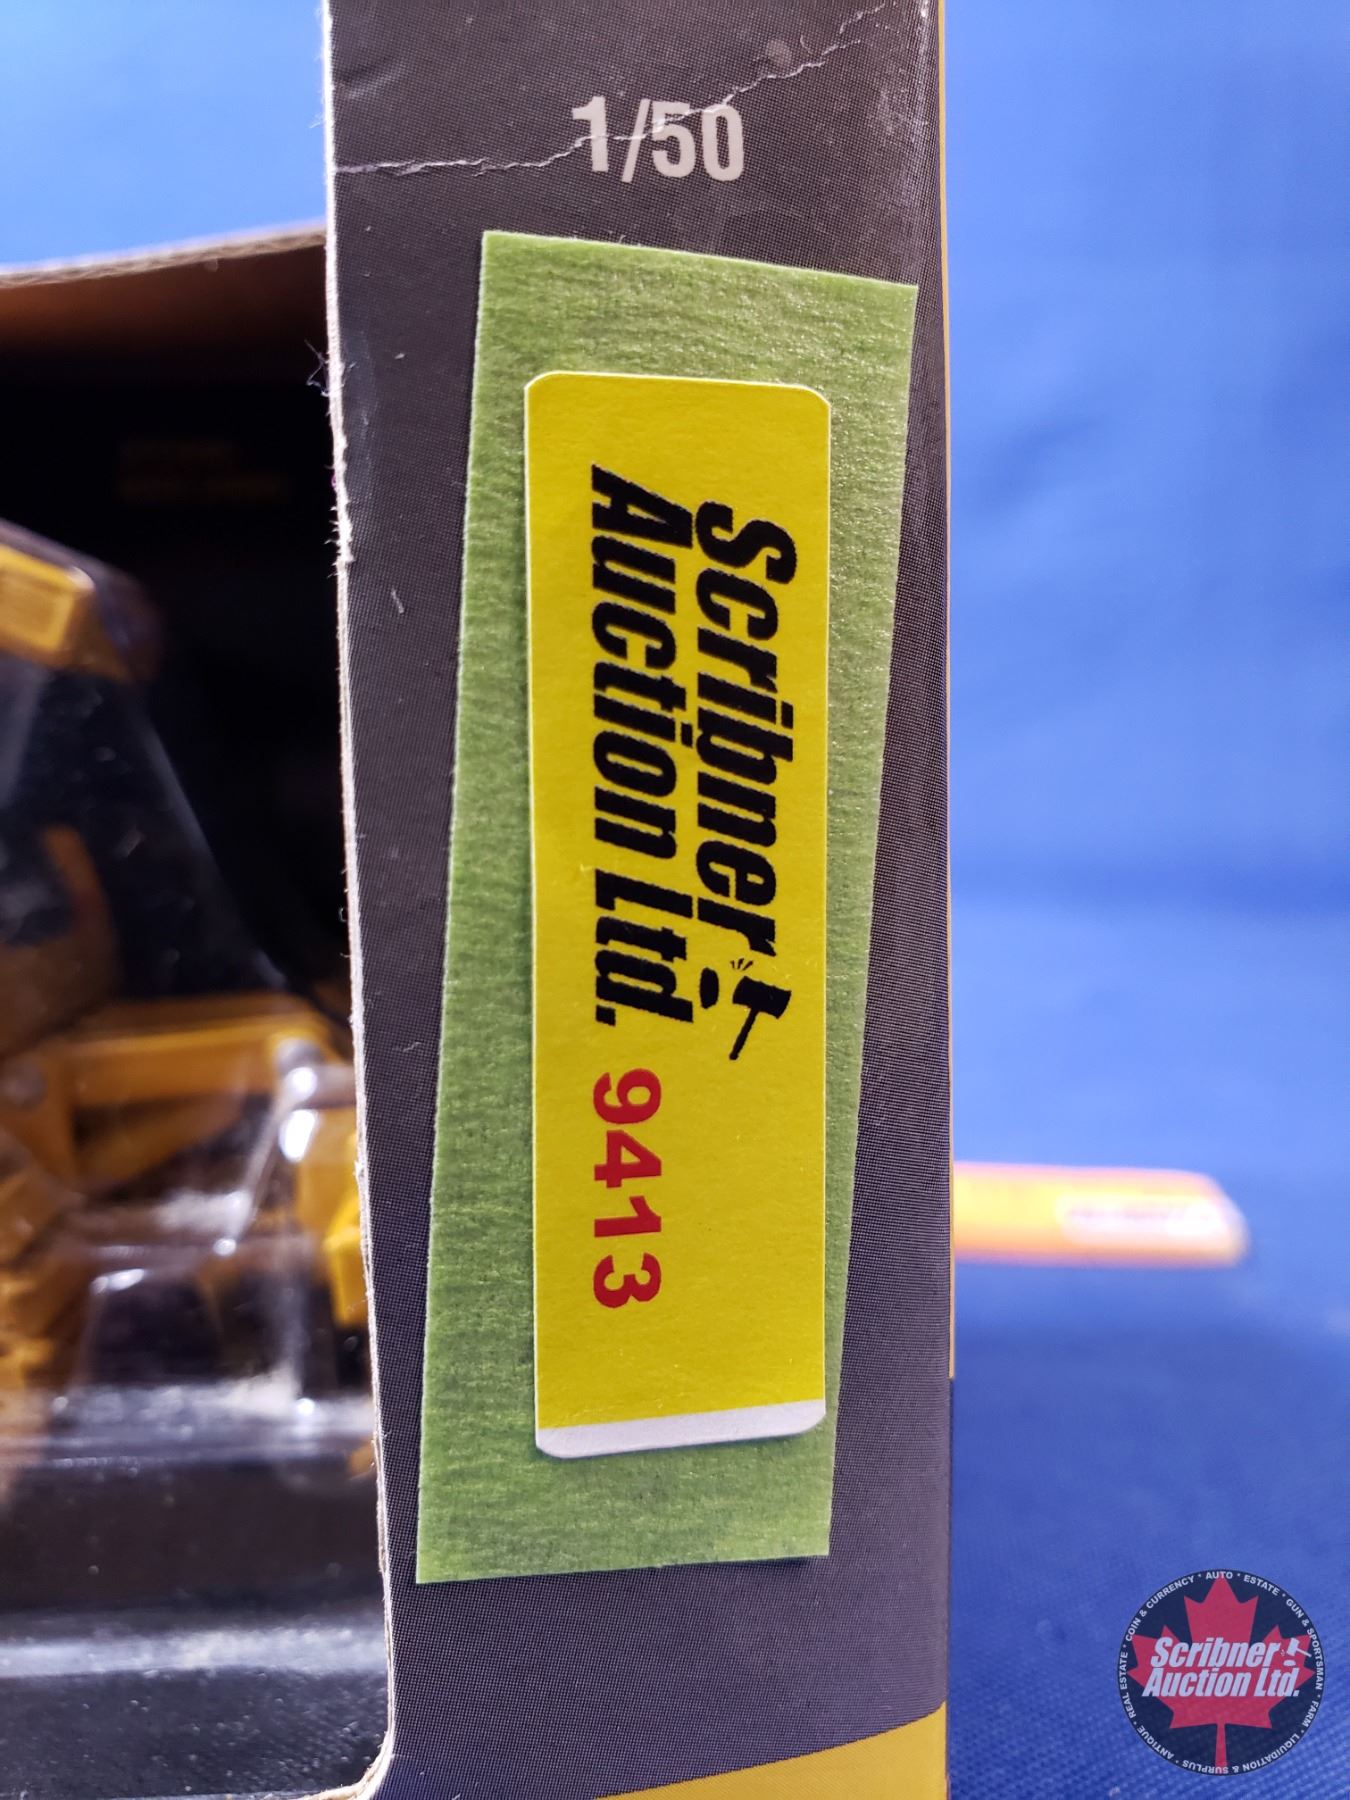 1/50
Scribner
Auction Ltd. 9413
COIN & CURRENCY • AUTO • ESTATE • GUN & SPORTSMAN • FARM • LIQUIDATION & SURPLUS • ANTIQUE • REAL ESTATE •
Scribner
Auction Ltd.